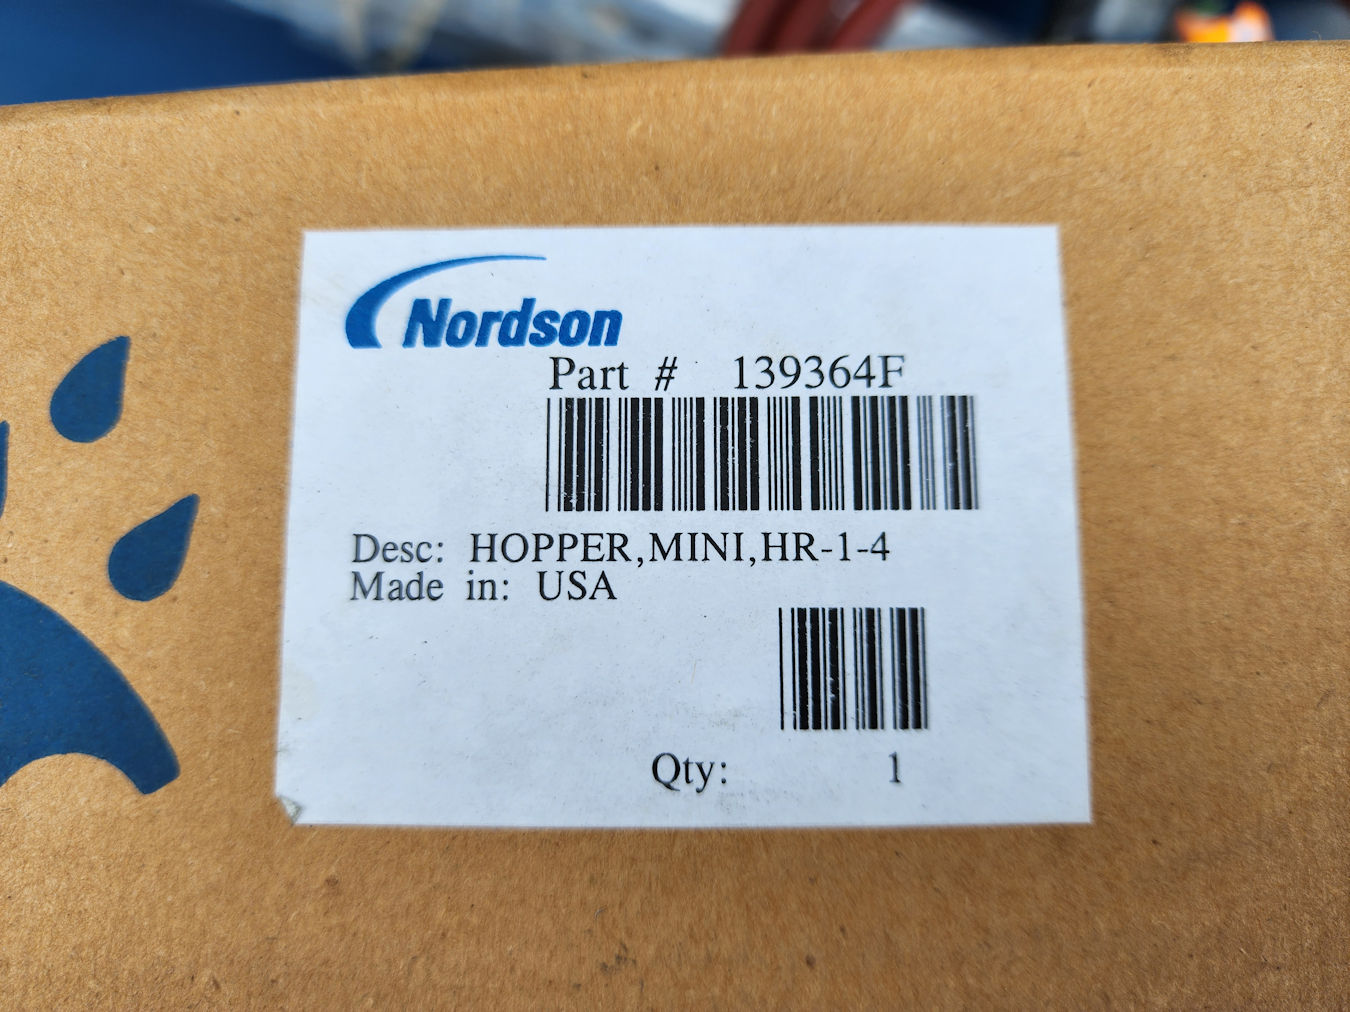 Nordson
Part # 139364F
Desc: HOPPER,MINI,HR-1-4
Made in: USA
Qty: 1